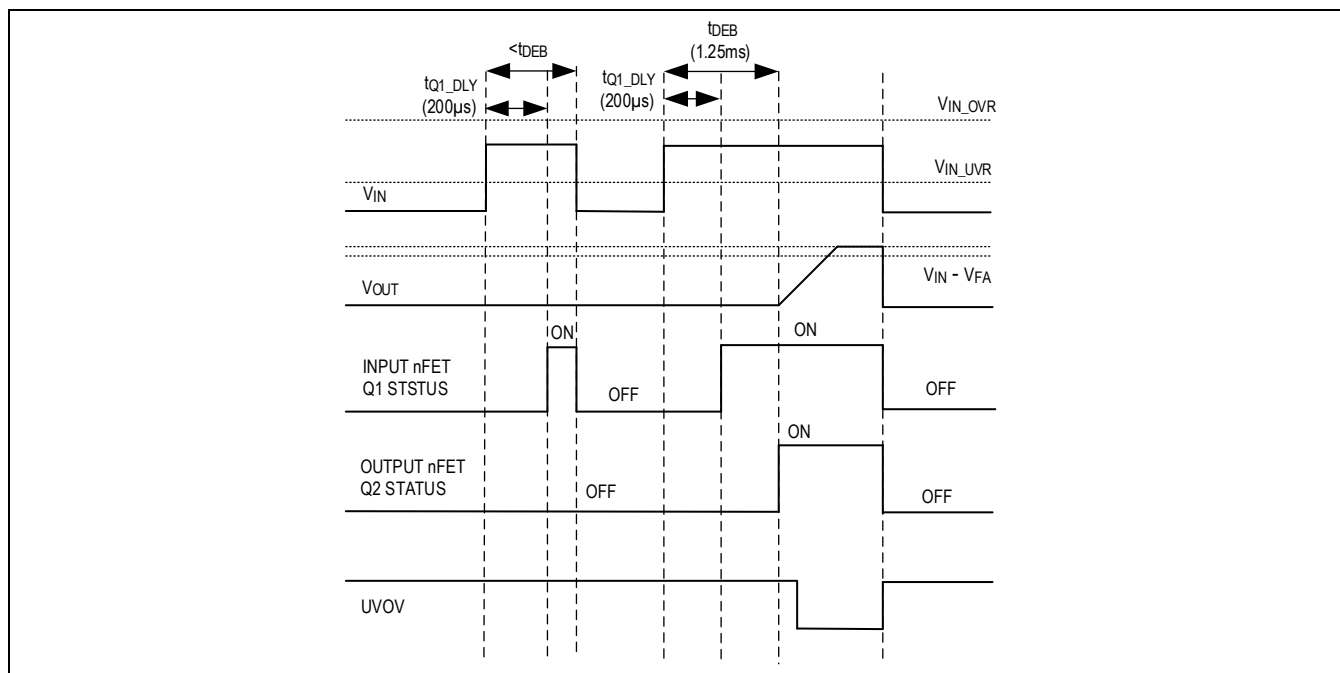 tDEB
(1.25ms)
<tDEB
tQ1_DLY
(200µs)
tQ1_DLY
(200µs)
VIN_OVR
VIN_UVR
VIN
VIN - VFA
VOUT
ON
ON
INPUT nFET
Q1 STSTUS
OFF
OFF
ON
OUTPUT nFET
Q2 STATUS
OFF
OFF
UVOV